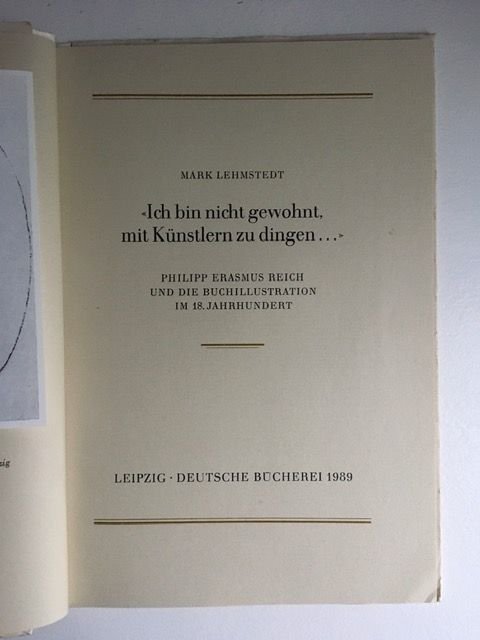 MARK LEHMSTEDT
«Ich bin nicht gewohnt,
mit Künstlern zu dingen...»
PHILIPP ERASMUS REICH
UND DIE BUCHILLUSTRATION
IM 18. JAHRHUNDERT
LEIPZIG · DEUTSCHE BÜCHEREI 1989